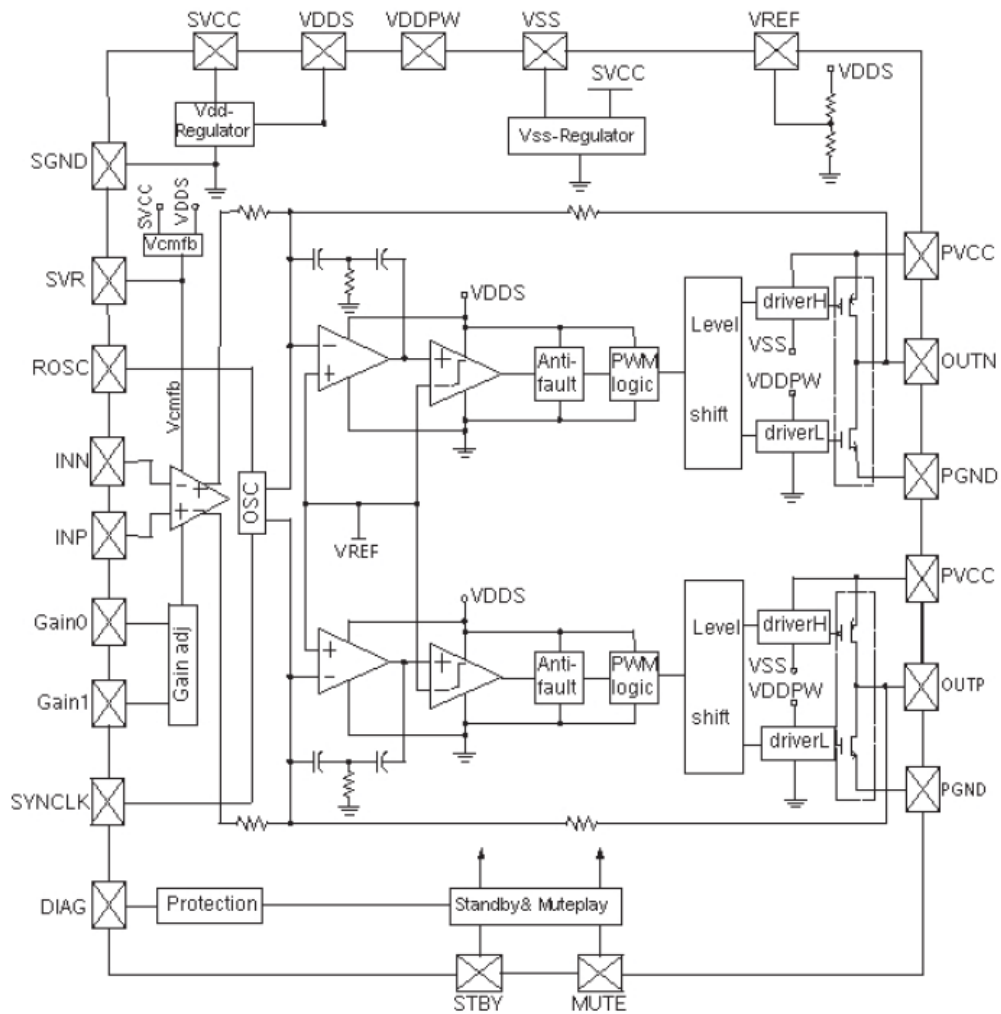 SVCC
VDDS
VDDPW
VSS
VREF
SVCC
VDDS
Vdd-
Regulator
Vss-Regulator
SGND
SVCC
VDDS
Vcmfb
SVR
PVCC
VDDS
Level
shift
driverH
VSS
VDDPW
driverL
Anti-
fault
PWM
logic
ROSC
OUTN
Vcmfb
INN
PGND
OSC
INP
VREF
PVCC
VDDS
Gain0
Gain adj
Level
shift
driverH
VSS
VDDPW
driverL
Anti-
fault
PWM
logic
OUTP
Gain1
SYNCLK
PGND
DIAG
Protection
Standby& Muteplay
STBY
MUTE